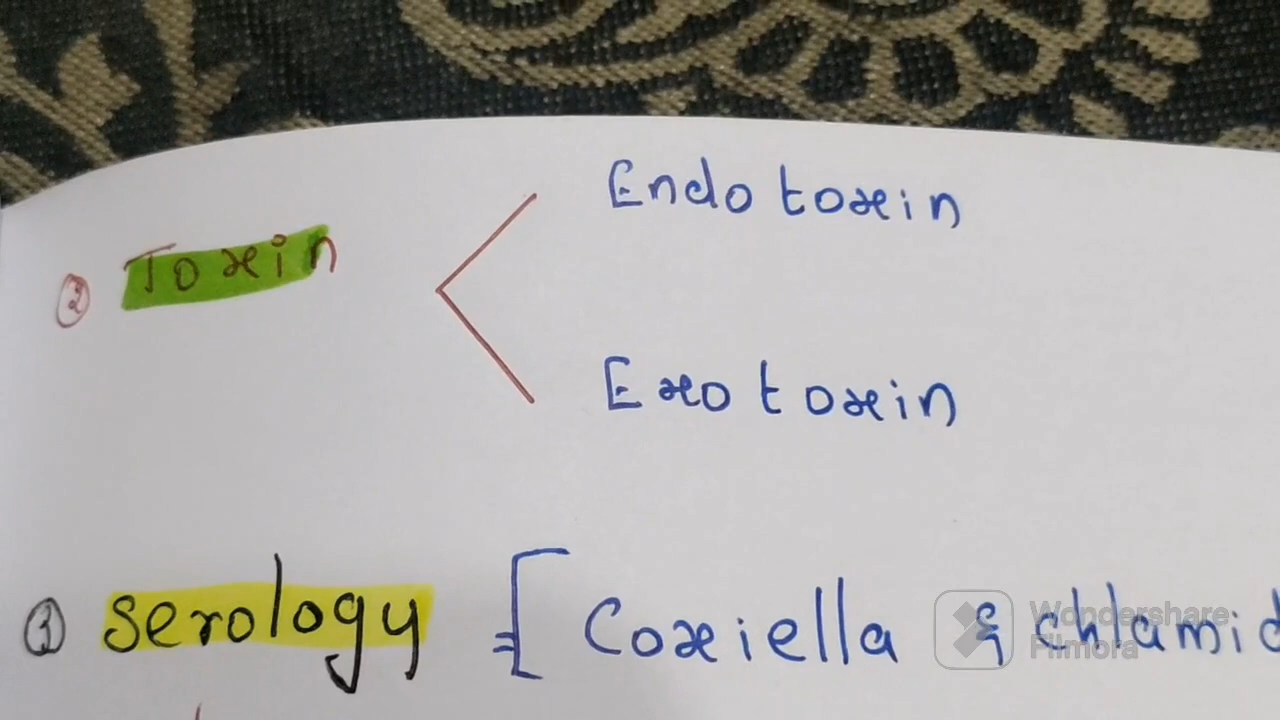 Endotoxin
② Toxin
Exotoxin
③ serology [ Coxiella & chlamid
Wondershare
Filmora